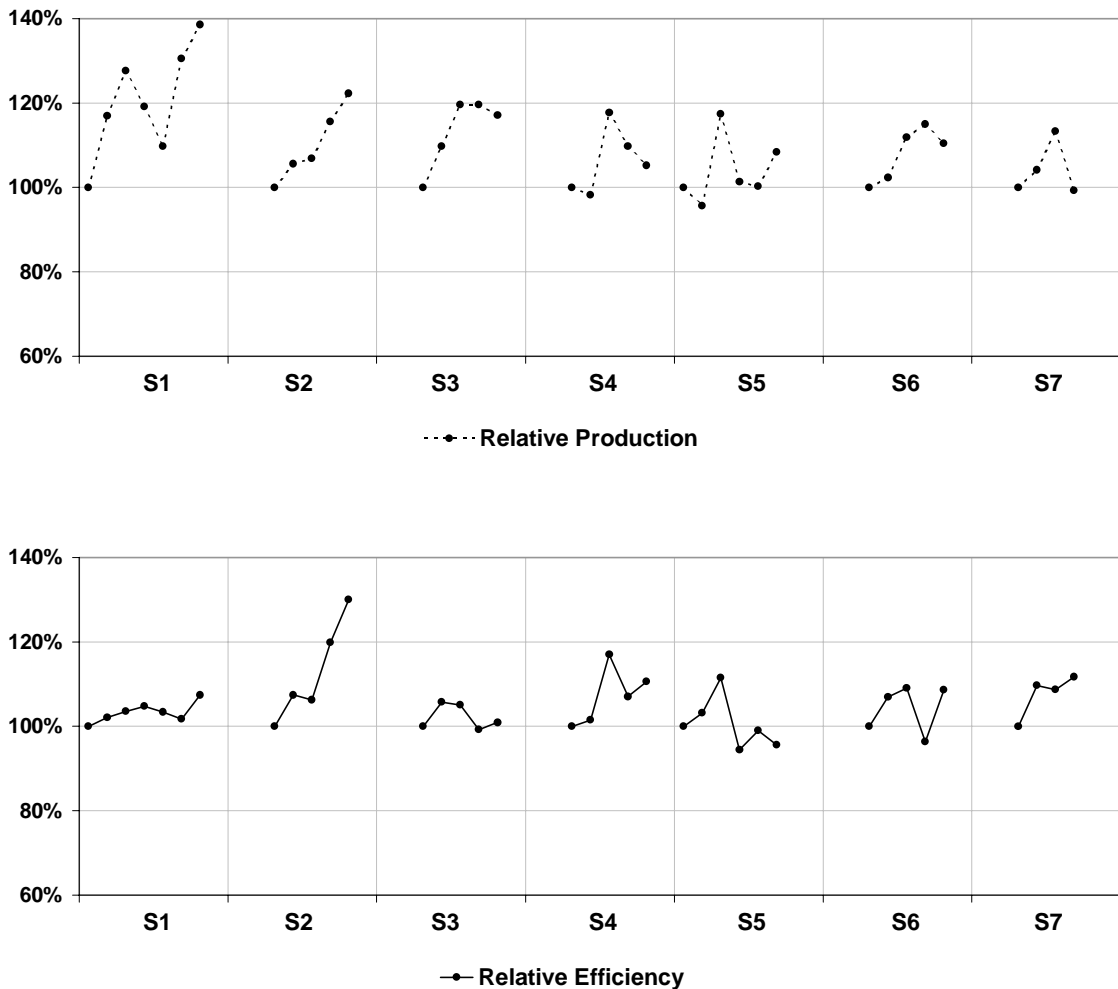 140%
120%
100%
80%
60%
S1 S2 S3 S4 S5 S6 S7
Relative Production
140%
120%
100%
80%
60%
S1 S2 S3 S4 S5 S6 S7
Relative Efficiency